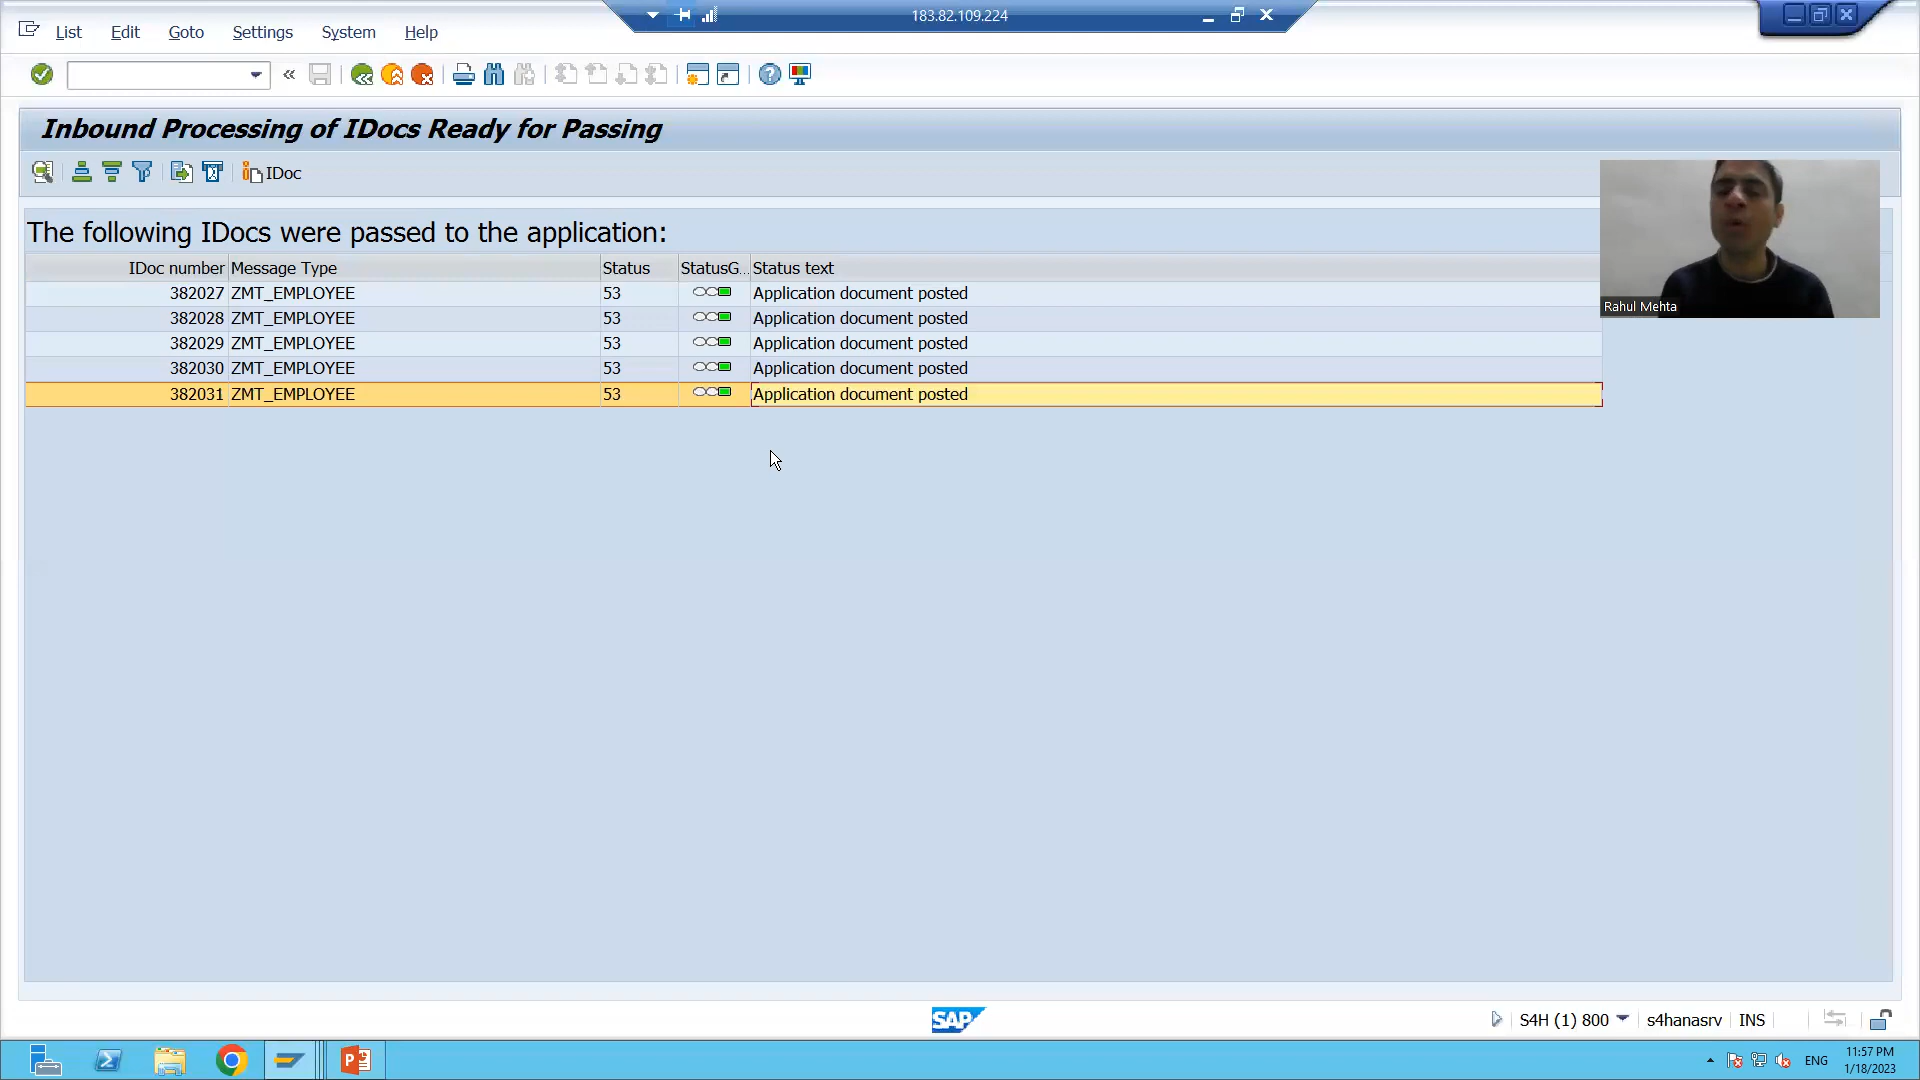 183.82.109.224
List Edit Goto Settings System Help
Inbound Processing of IDocs Ready for Passing
IDoc
The following IDocs were passed to the application:
IDoc number Message Type Status StatusG... Status text
382027 ZMT_EMPLOYEE 53 Application document posted
382028 ZMT_EMPLOYEE 53 Application document posted
382029 ZMT_EMPLOYEE 53 Application document posted
382030 ZMT_EMPLOYEE 53 Application document posted
382031 ZMT_EMPLOYEE 53 Application document posted
Rahul Mehta
SAP
S4H (1) 800 s4hanasrv INS
ENG
11:57 PM
1/18/2023